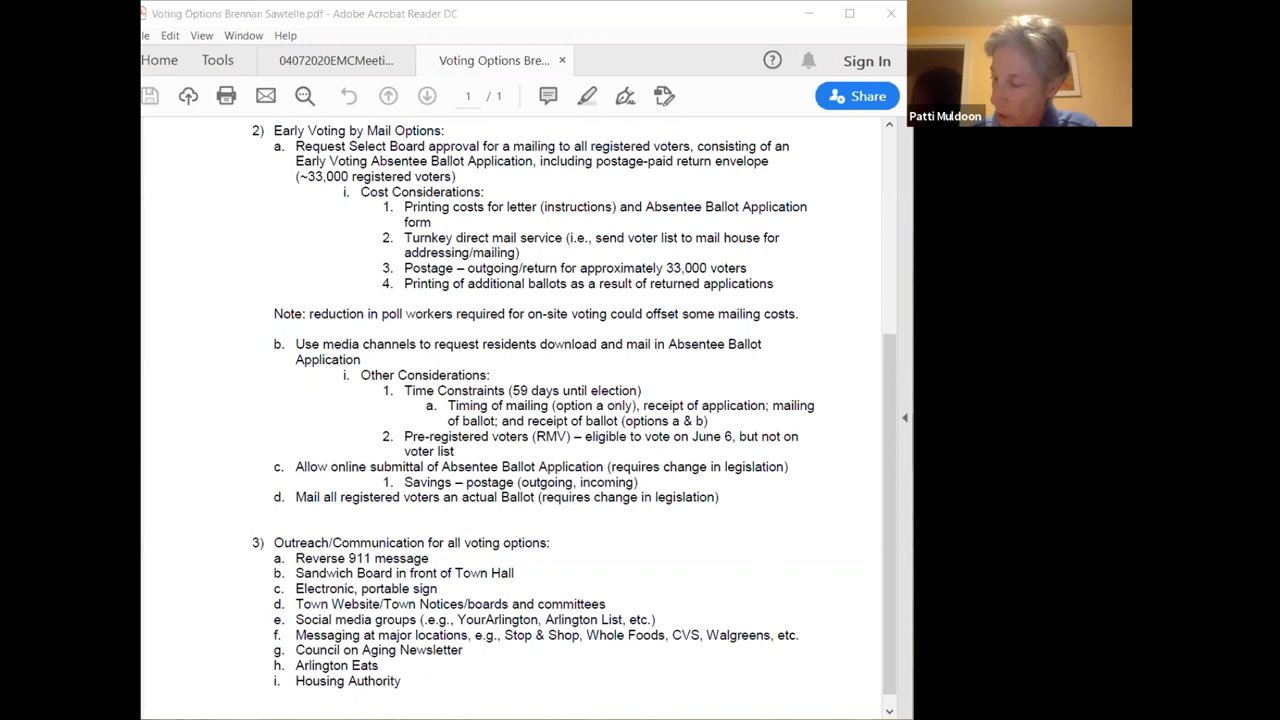 Voting Options Brennan Sawtelle.pdf - Adobe Acrobat Reader DC
le Edit View Window Help
Home Tools 04072020EMCMeeti... Voting Options Bre... ×
Sign In
1 / 1
Share
Patti Muldoon
2) Early Voting by Mail Options:
a. Request Select Board approval for a mailing to all registered voters, consisting of an
Early Voting Absentee Ballot Application, including postage-paid return envelope
(~33,000 registered voters)
i. Cost Considerations:
1. Printing costs for letter (instructions) and Absentee Ballot Application
form
2. Turnkey direct mail service (i.e., send voter list to mail house for
addressing/mailing)
3. Postage – outgoing/return for approximately 33,000 voters
4. Printing of additional ballots as a result of returned applications
Note: reduction in poll workers required for on-site voting could offset some mailing costs.
b. Use media channels to request residents download and mail in Absentee Ballot
Application
i. Other Considerations:
1. Time Constraints (59 days until election)
a. Timing of mailing (option a only), receipt of application; mailing
of ballot; and receipt of ballot (options a & b)
2. Pre-registered voters (RMV) – eligible to vote on June 6, but not on
voter list
c. Allow online submittal of Absentee Ballot Application (requires change in legislation)
1. Savings – postage (outgoing, incoming)
d. Mail all registered voters an actual Ballot (requires change in legislation)
3) Outreach/Communication for all voting options:
a. Reverse 911 message
b. Sandwich Board in front of Town Hall
c. Electronic, portable sign
d. Town Website/Town Notices/boards and committees
e. Social media groups (.e.g., YourArlington, Arlington List, etc.)
f. Messaging at major locations, e.g., Stop & Shop, Whole Foods, CVS, Walgreens, etc.
g. Council on Aging Newsletter
h. Arlington Eats
i. Housing Authority